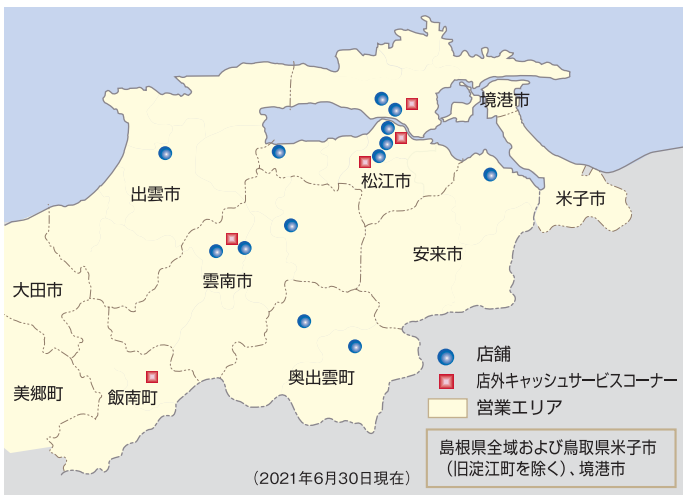 境港市
出雲市
松江市
米子市
安来市
雲南市
大田市
奥出雲町
美郷町
飯南町
店舗
店外キャッシュサービスコーナー
営業エリア
島根県全域および鳥取県米子市
（旧淀江町を除く）、境港市
（2021年6月30日現在）